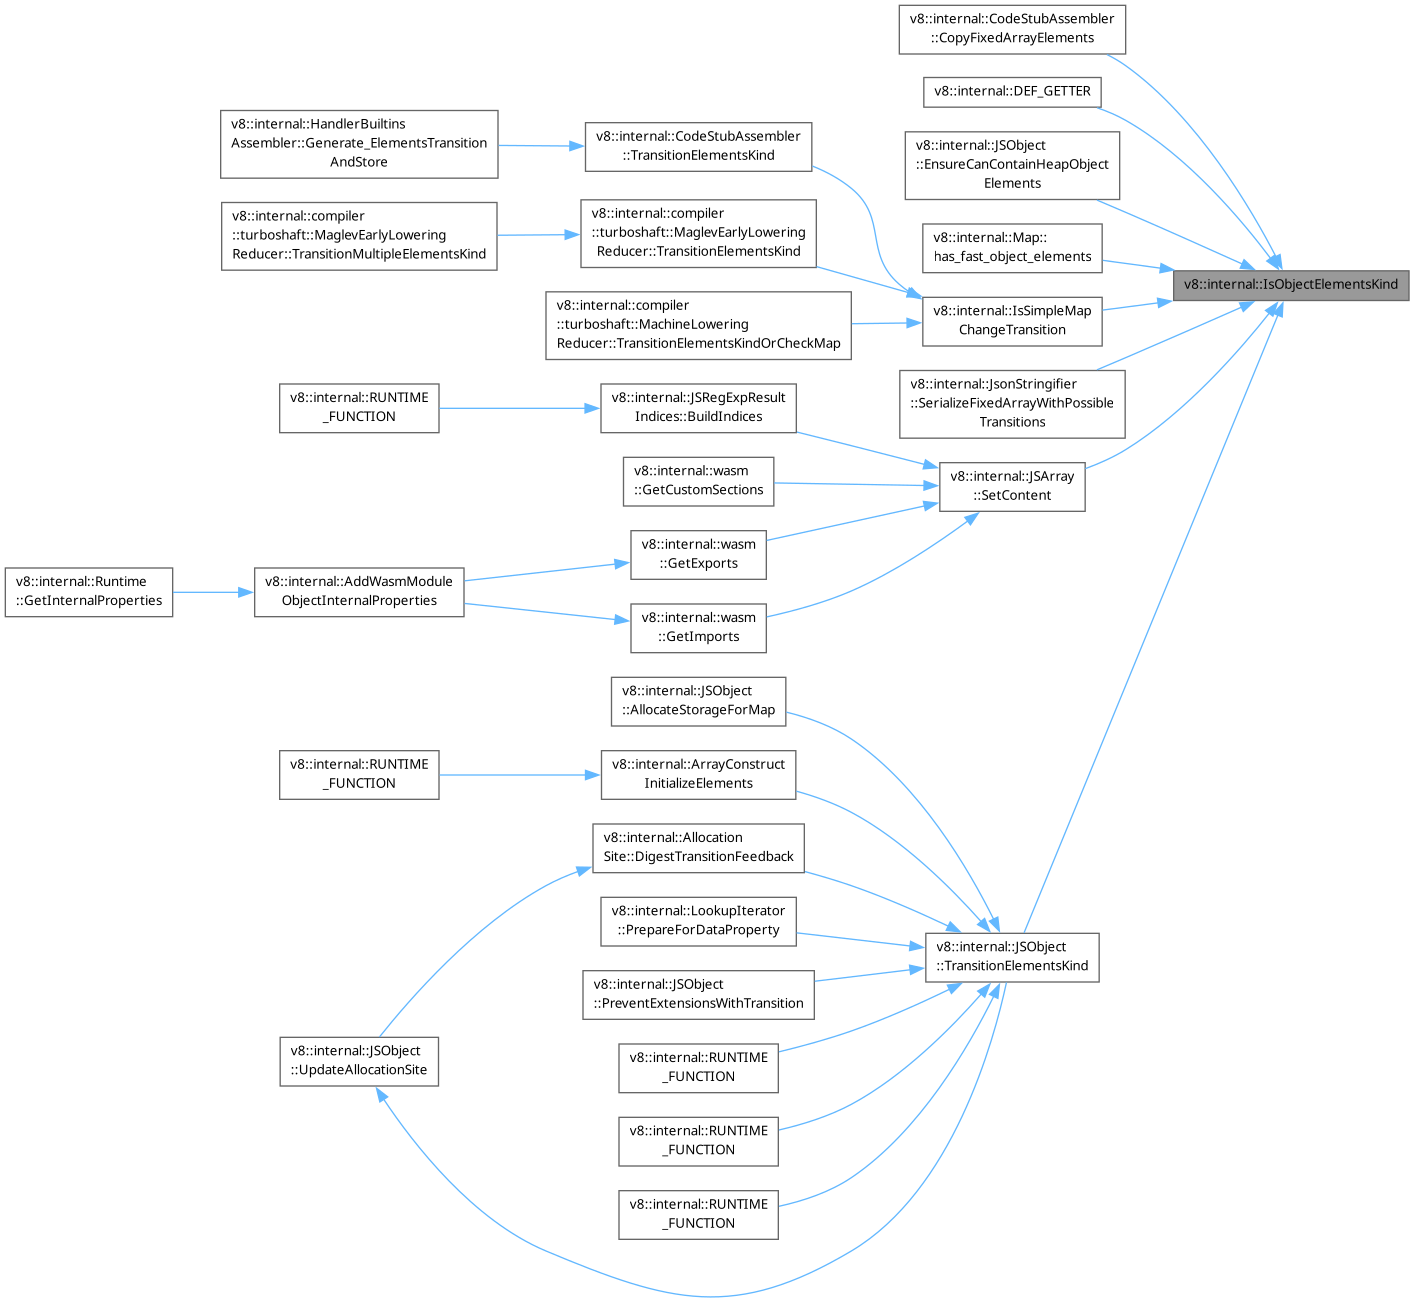 v8::internal::CodeStubAssembler
::CopyFixedArrayElements
v8::internal::DEF_GETTER
v8::internal::HandlerBuiltins
Assembler::Generate_ElementsTransition
AndStore
v8::internal::CodeStubAssembler
::TransitionElementsKind
v8::internal::JSObject
::EnsureCanContainHeapObject
Elements
v8::internal::compiler
::turboshaft::MaglevEarlyLowering
Reducer::TransitionMultipleElementsKind
v8::internal::compiler
::turboshaft::MaglevEarlyLowering
Reducer::TransitionElementsKind
v8::internal::Map::
has_fast_object_elements
v8::internal::IsObjectElementsKind
v8::internal::compiler
::turboshaft::MachineLowering
Reducer::TransitionElementsKindOrCheckMap
v8::internal::IsSimpleMap
ChangeTransition
v8::internal::RUNTIME
_FUNCTION
v8::internal::JSRegExpResult
Indices::BuildIndices
v8::internal::JsonStringifier
::SerializeFixedArrayWithPossible
Transitions
v8::internal::wasm
::GetCustomSections
v8::internal::JSArray
::SetContent
v8::internal::wasm
::GetExports
v8::internal::Runtime
::GetInternalProperties
v8::internal::AddWasmModule
ObjectInternalProperties
v8::internal::wasm
::GetImports
v8::internal::JSObject
::AllocateStorageForMap
v8::internal::RUNTIME
_FUNCTION
v8::internal::ArrayConstruct
InitializeElements
v8::internal::Allocation
Site::DigestTransitionFeedback
v8::internal::LookupIterator
::PrepareForDataProperty
v8::internal::JSObject
::TransitionElementsKind
v8::internal::JSObject
::PreventExtensionsWithTransition
v8::internal::JSObject
::UpdateAllocationSite
v8::internal::RUNTIME
_FUNCTION
v8::internal::RUNTIME
_FUNCTION
v8::internal::RUNTIME
_FUNCTION